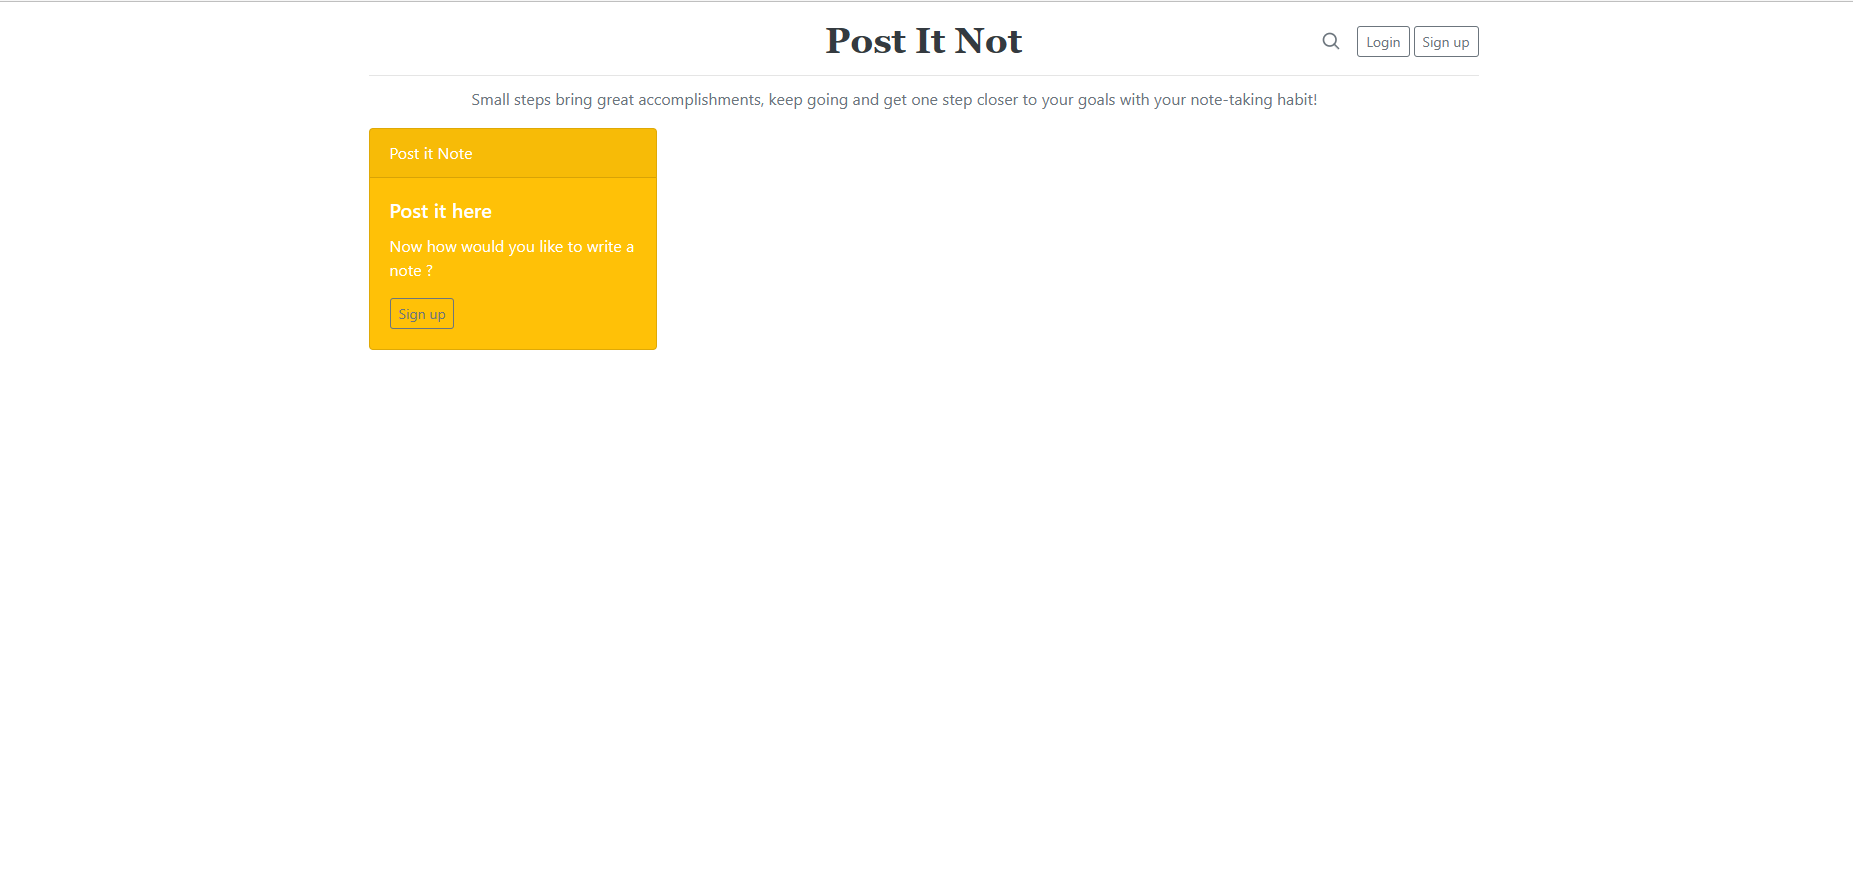 Post It Not
Login
Sign up
Small steps bring great accomplishments, keep going and get one step closer to your goals with your note-taking habit!
Post it Note
Post it here
Now how would you like to write a
note ?
Sign up